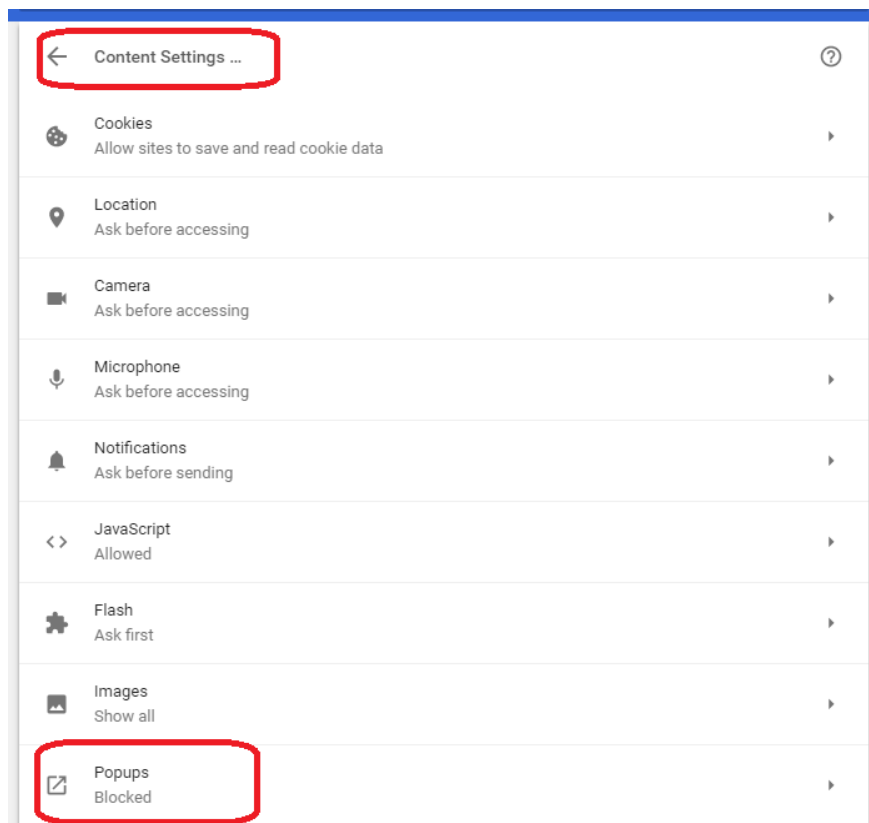 Content Settings ...
Cookies
Allow sites to save and read cookie data
Location
Ask before accessing
Camera
Ask before accessing
Microphone
Ask before accessing
Notifications
Ask before sending
JavaScript
Allowed
Flash
Ask first
Images
Show all
Popups
Blocked